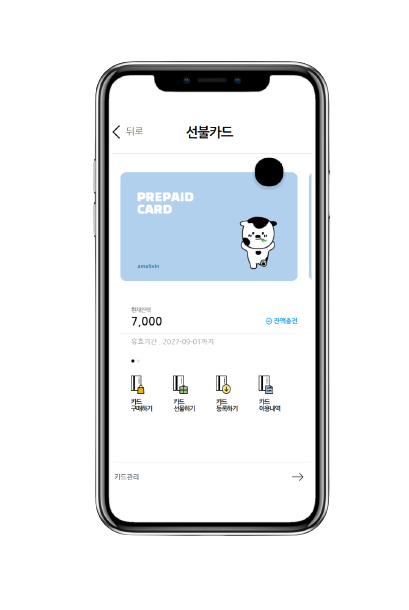 뒤로
선불카드
PREPAID
CARD
amelivin
현재잔액
7,000
잔액충전
유효기간 . 2027-09-01까지
카드
구매하기
카드
선물하기
카드
등록하기
카드
이용내역
카드관리